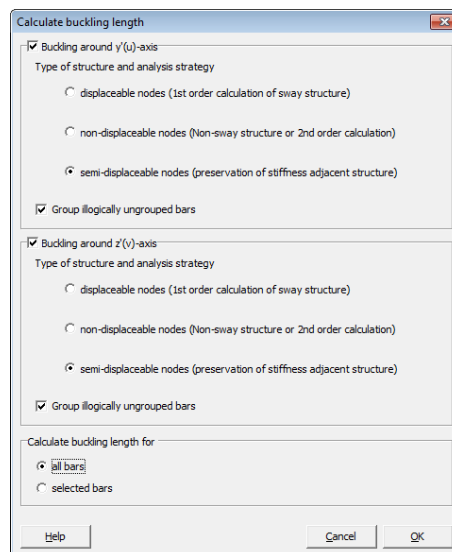 Calculate buckling length
Buckling around y'(u)-axis
Type of structure and analysis strategy
displaceable nodes (1st order calculation of sway structure)
non-displaceable nodes (Non-sway structure or 2nd order calculation)
semi-displaceable nodes (preservation of stiffness adjacent structure)
Group illogically ungrouped bars
Buckling around z'(v)-axis
Type of structure and analysis strategy
displaceable nodes (1st order calculation of sway structure)
non-displaceable nodes (Non-sway structure or 2nd order calculation)
semi-displaceable nodes (preservation of stiffness adjacent structure)
Group illogically ungrouped bars
Calculate buckling length for
all bars
selected bars
Help Cancel OK